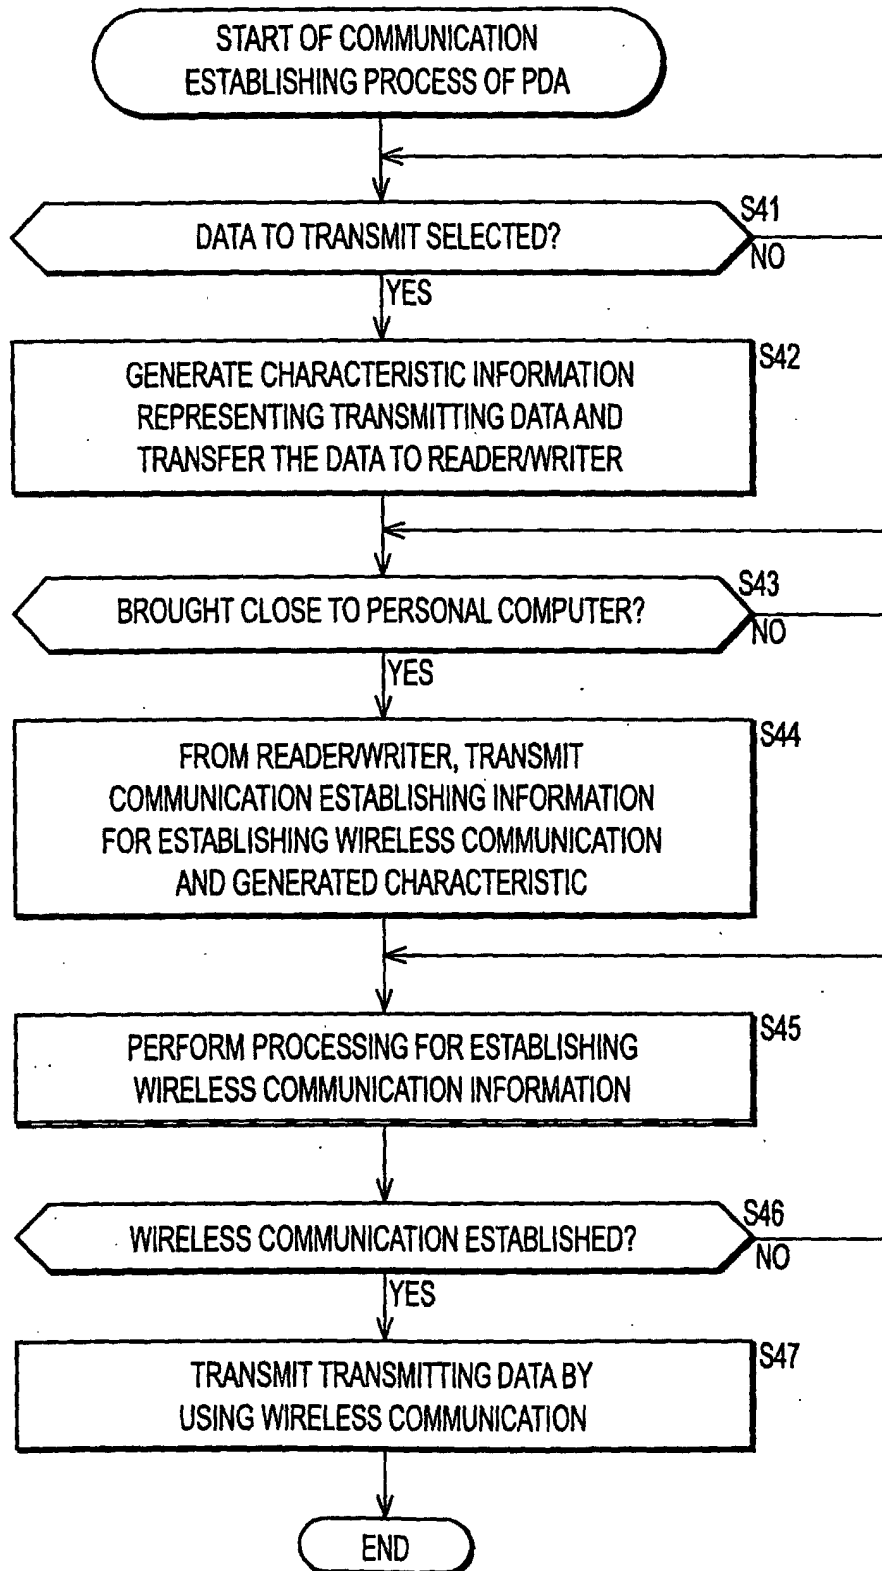 START OF COMMUNICATION
ESTABLISHING PROCESS OF PDA
S41
DATA TO TRANSMIT SELECTED?
NO
YES
S42
GENERATE CHARACTERISTIC INFORMATION
REPRESENTING TRANSMITTING DATA AND
TRANSFER THE DATA TO READER/WRITER
S43
BROUGHT CLOSE TO PERSONAL COMPUTER?
NO
YES
S44
FROM READER/WRITER, TRANSMIT
COMMUNICATION ESTABLISHING INFORMATION
FOR ESTABLISHING WIRELESS COMMUNICATION
AND GENERATED CHARACTERISTIC
S45
PERFORM PROCESSING FOR ESTABLISHING
WIRELESS COMMUNICATION INFORMATION
S46
WIRELESS COMMUNICATION ESTABLISHED?
NO
YES
S47
TRANSMIT TRANSMITTING DATA BY
USING WIRELESS COMMUNICATION
END